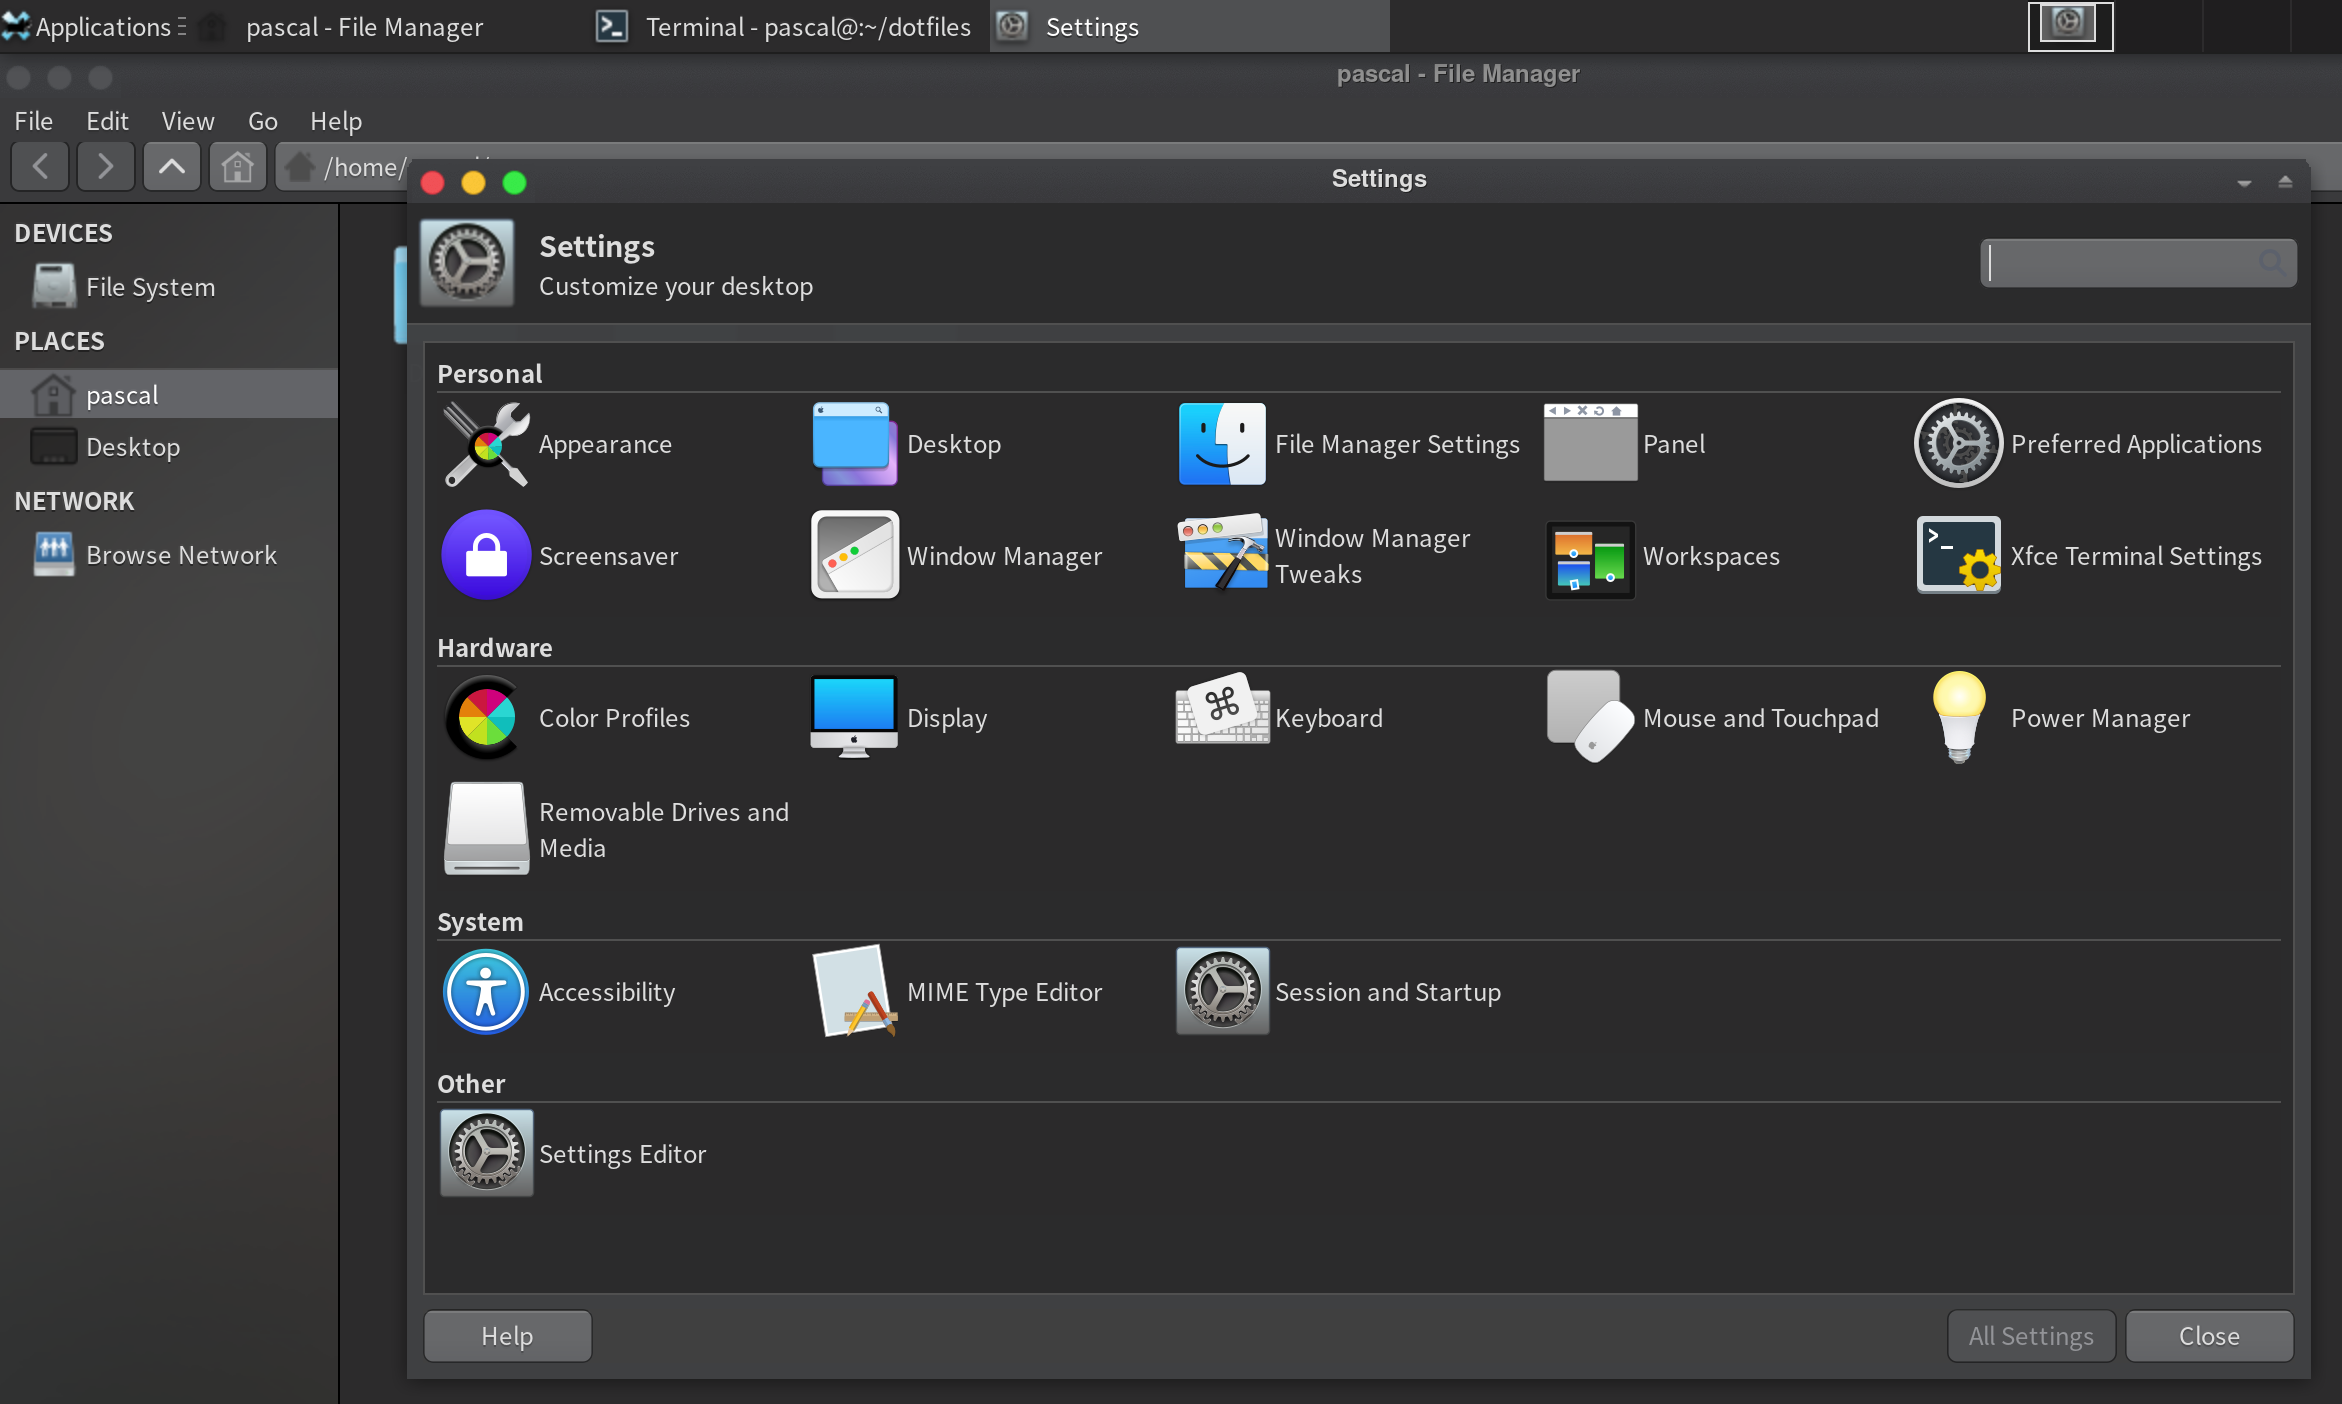 Applications
pascal - File Manager
Terminal - pascal@:~/dotfiles
Settings
pascal - File Manager
File Edit View Go Help
/home/
Settings
DEVICES
File System
PLACES
pascal
Desktop
NETWORK
Browse Network
Settings
Customize your desktop
Personal
Appearance
Desktop
File Manager Settings
Panel
Preferred Applications
Screensaver
Window Manager
Window Manager
Tweaks
Workspaces
Xfce Terminal Settings
Hardware
Color Profiles
Display
Keyboard
Mouse and Touchpad
Power Manager
Removable Drives and
Media
System
Accessibility
MIME Type Editor
Session and Startup
Other
Settings Editor
Help
All Settings
Close